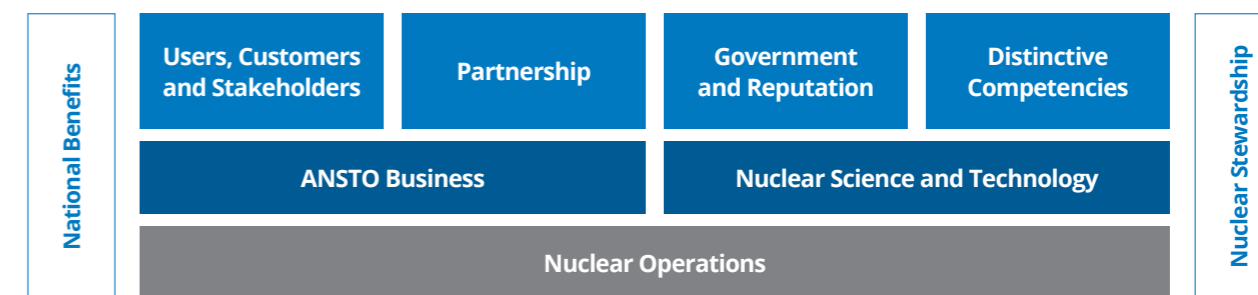 National Benefits
Users, Customers
and Stakeholders
Partnership
Government
and Reputation
Distinctive
Competencies
ANSTO Business
Nuclear Science and Technology
Nuclear Operations
Nuclear Stewardship